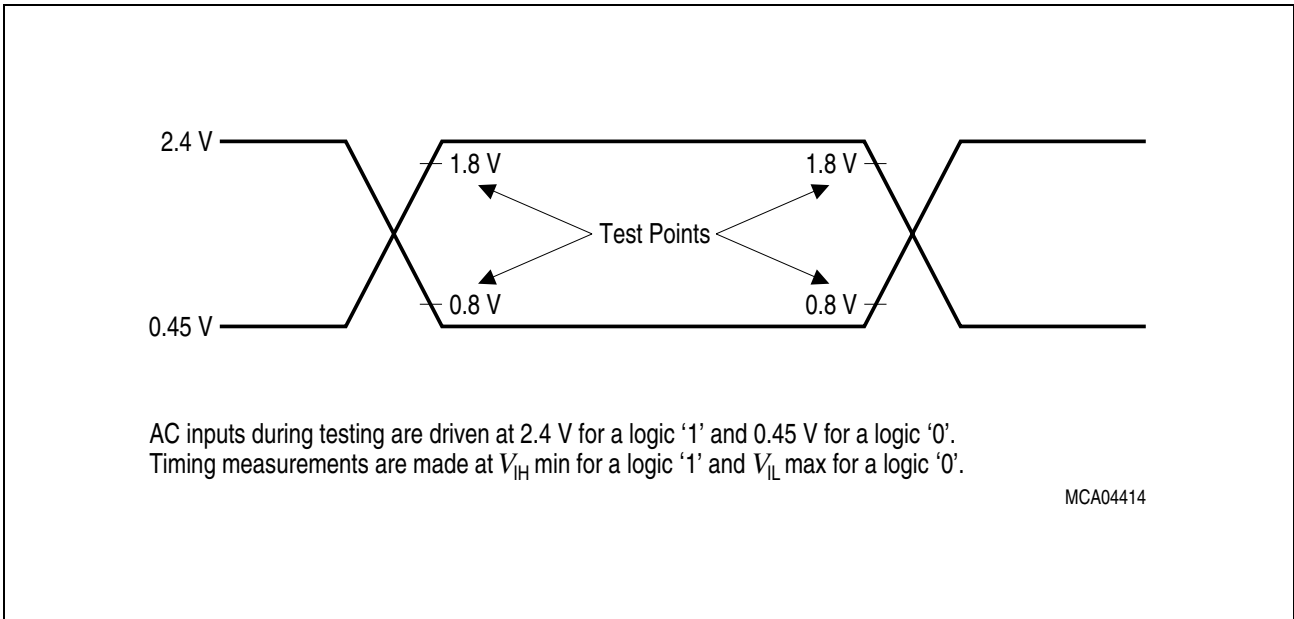 2.4 V
1.8 V
1.8 V
Test Points
0.8 V
0.8 V
0.45 V
AC inputs during testing are driven at 2.4 V for a logic ‘1’ and 0.45 V for a logic ‘0’.
Timing measurements are made at VIH min for a logic ‘1’ and VIL max for a logic ‘0’.
MCA04414